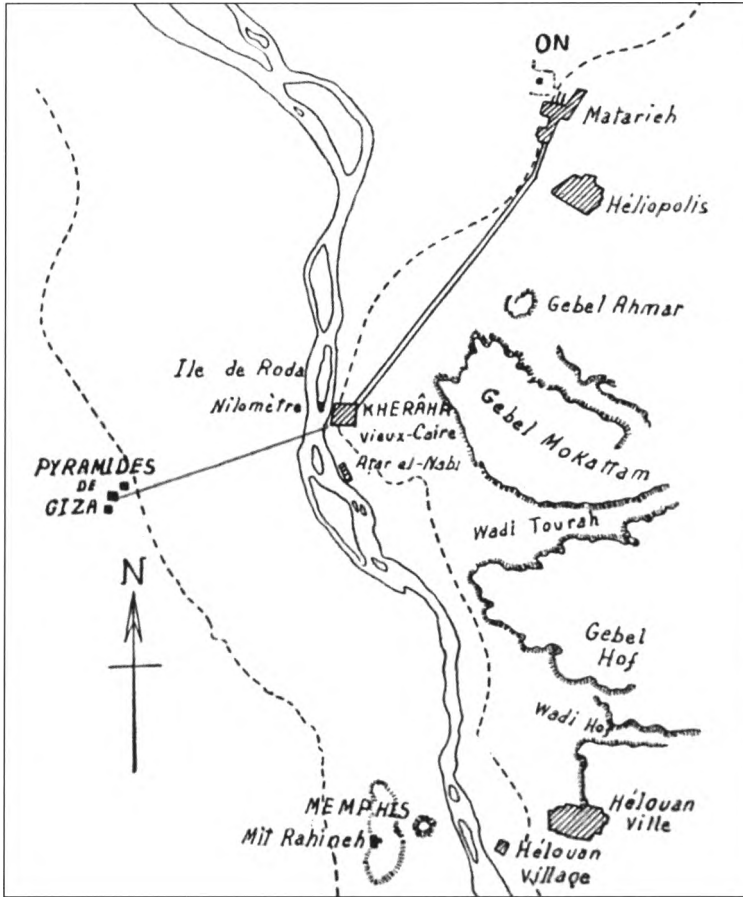 ON
Matarieh
Héliopolis
Gebel Ahmar
Ile de Roda
Nilomètre
KHERÂHA
vieux-Caire
Gebel Mokattam
Atar el-Nabi
PYRAMIDES
DE
GIZA
Wadi Tourah
N
Gebel
Hof
Wadi Hof
MEMPHIS
Mit Rahineh
Hélouan
ville
Hélouan
village